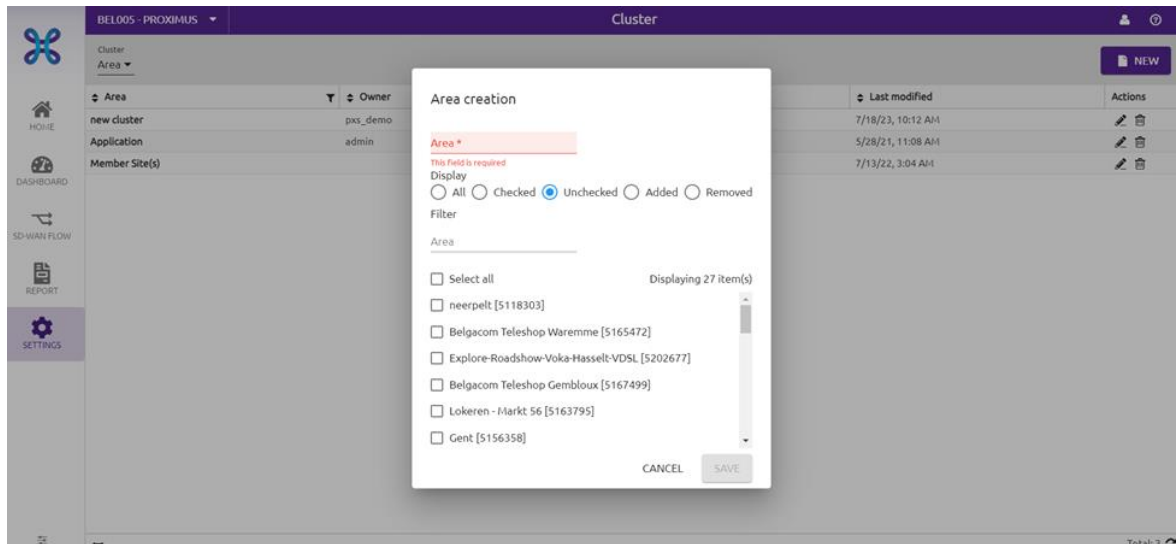 BEL005 - PROXIMUS
Cluster
Cluster
Area
NEW
Area
Owner
Last modified
Actions
new cluster
pxs_demo
7/18/23, 10:12 AM
Application
admin
5/28/21, 11:08 AM
Member Site(s)
7/13/22, 3:04 AM
HOME
DASHBOARD
SD-WAN FLOW
REPORT
SETTINGS
Area creation
Area *
This field is required
Display
All Checked Unchecked Added Removed
Filter
Area
Select all
Displaying 27 item(s)
neerpelt [5118303]
Belgacom Teleshop Waremme [5165472]
Explore-Roadshow-Voka-Hasselt-VDSL [5202677]
Belgacom Teleshop Gembloux [5167499]
Lokeren - Markt 56 [5163795]
Gent [5156358]
CANCEL
SAVE
Total: 3